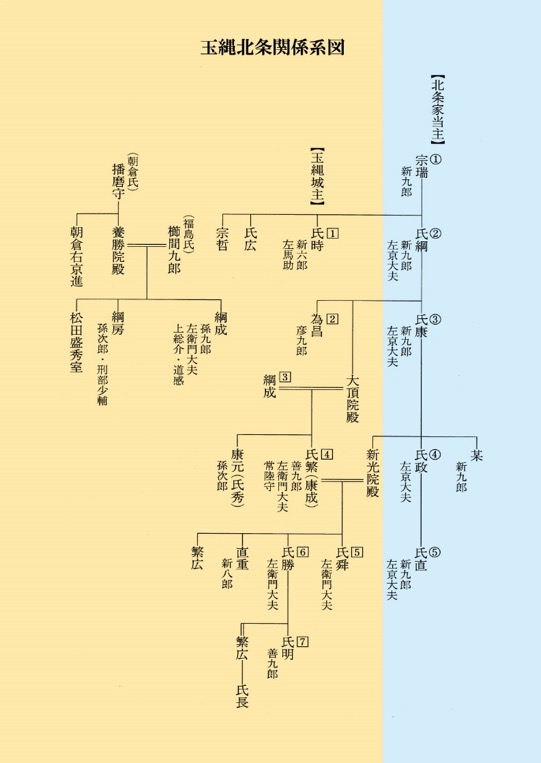 玉縄北条関係系図
【北条家当主】
①宗瑞
新九郎
②氏綱
新九郎
左京大夫
③氏康
新九郎
左京大夫
某
新九郎
④氏政
左京大夫
新光院殿
⑤氏直
新九郎
左京大夫
【玉縄城主】
1氏時
新六郎
左馬助
氏広
宗哲
2為昌
彦九郎
大頂院殿
3綱成
4氏繁(康成)
善九郎
左衛門大夫
常陸守
康元(氏秀)
孫次郎
5氏舜
左衛門大夫
6氏勝
左衛門大夫
直重
新八郎
繁広
7氏明
善九郎
繁広
氏長
(福島氏)
櫛間九郎
(朝倉氏)
播磨守
養勝院殿
朝倉右京進
綱成
孫九郎
左衛門大夫
上総介・道感
綱房
孫次郎・刑部少輔
松田盛秀室